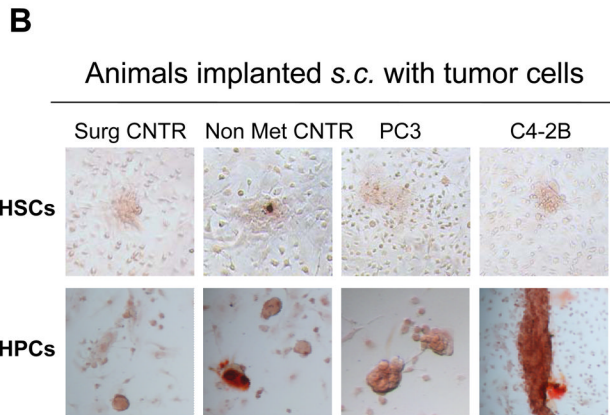 B
Animals implanted s.c. with tumor cells
Surg CNTR Non Met CNTR PC3 C4-2B
HSCs
HPCs